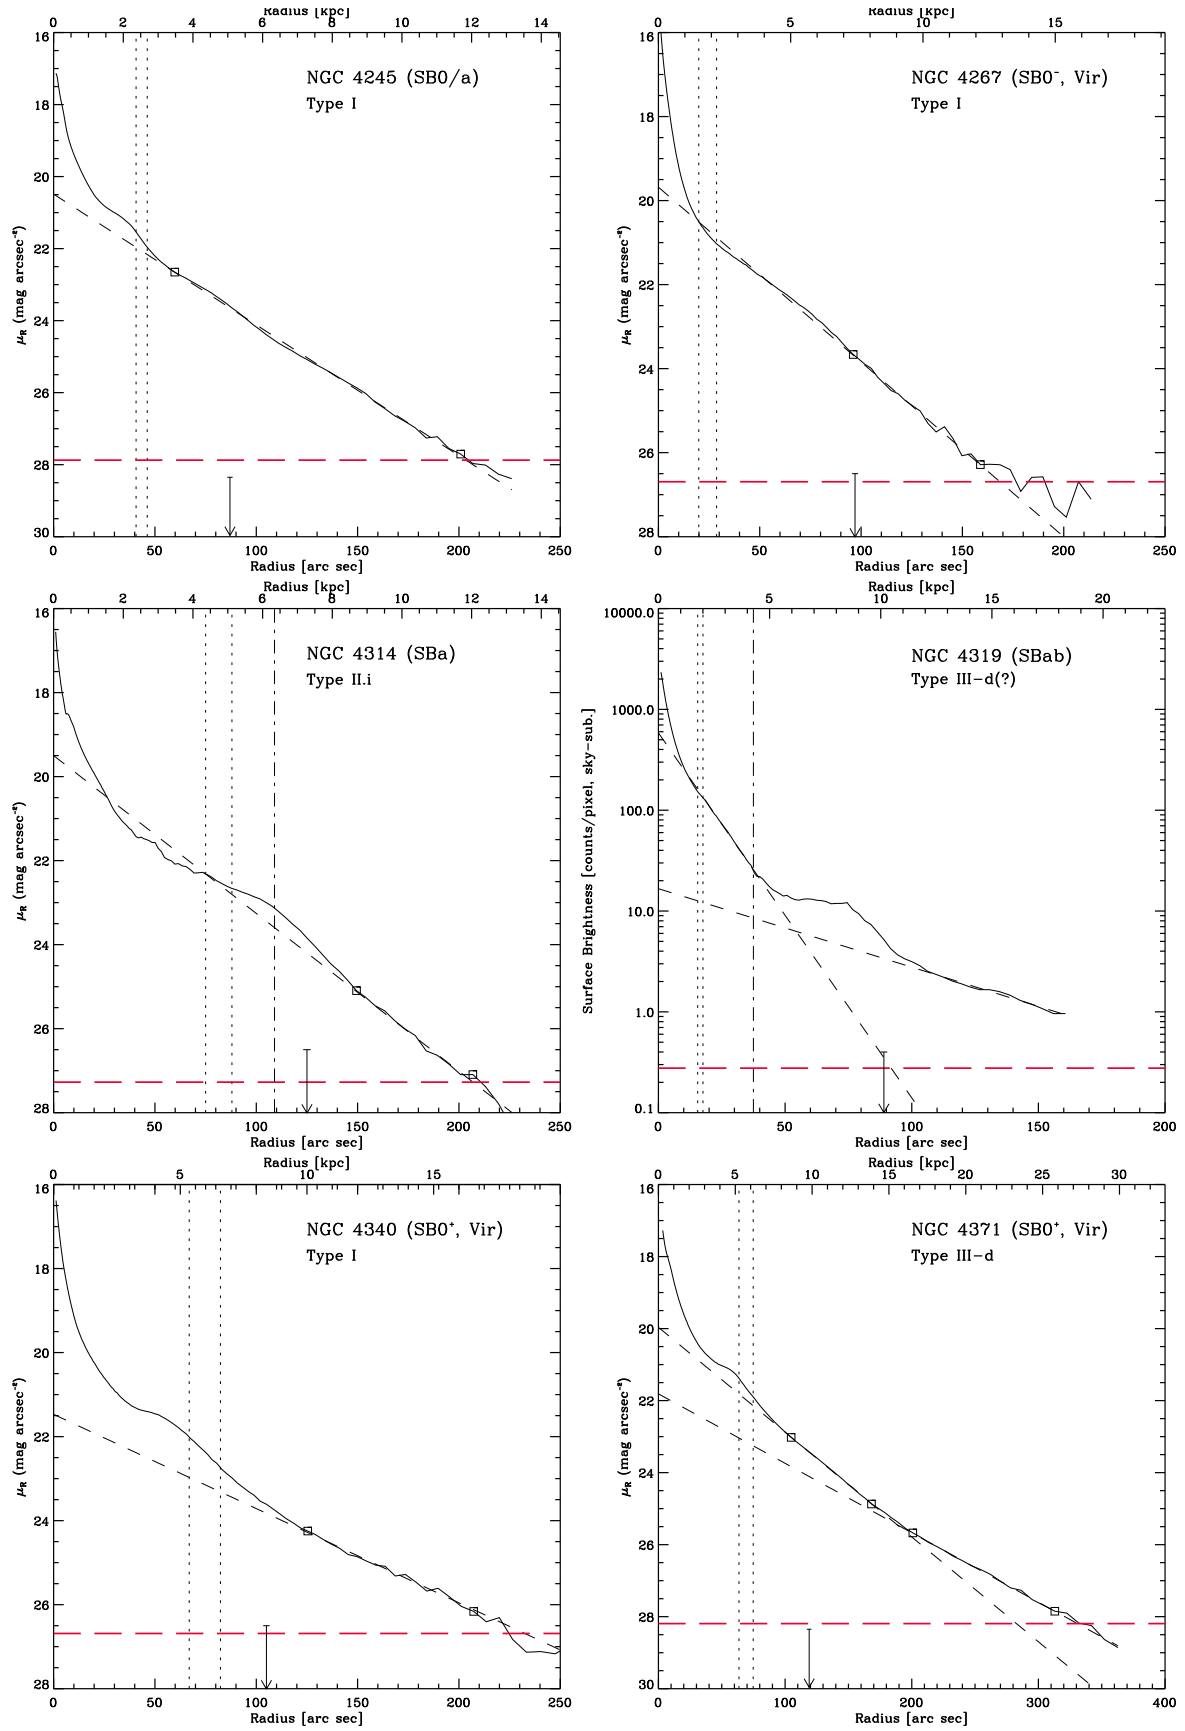 Radius [kpc]
0 2 4 6 8 10 12 14
16
18
20
22
24
26
28
30
μR (mag arcsec⁻²)
NGC 4245 (SB0/a)
Type I
0 50 100 150 200 250
Radius [arc sec]
Radius [kpc]
0 5 10 15
16
18
20
22
24
26
28
μR (mag arcsec⁻²)
NGC 4267 (SB0⁻, Vir)
Type I
0 50 100 150 200 250
Radius [arc sec]
Radius [kpc]
0 2 4 6 8 10 12 14
16
18
20
22
24
26
28
μR (mag arcsec⁻²)
NGC 4314 (SBa)
Type II.i
0 50 100 150 200 250
Radius [arc sec]
Radius [kpc]
0 5 10 15 20
10000.0
1000.0
100.0
10.0
1.0
0.1
Surface Brightness [counts/pixel, sky-sub.]
NGC 4319 (SBab)
Type III-d(?)
0 50 100 150 200
Radius [arc sec]
Radius [kpc]
0 5 10 15
16
18
20
22
24
26
28
μR (mag arcsec⁻²)
NGC 4340 (SB0⁺, Vir)
Type I
0 50 100 150 200
Radius [arc sec]
Radius [kpc]
0 5 10 15 20 25 30
16
18
20
22
24
26
28
30
μR (mag arcsec⁻²)
NGC 4371 (SB0⁺, Vir)
Type III-d
0 100 200 300 400
Radius [arc sec]